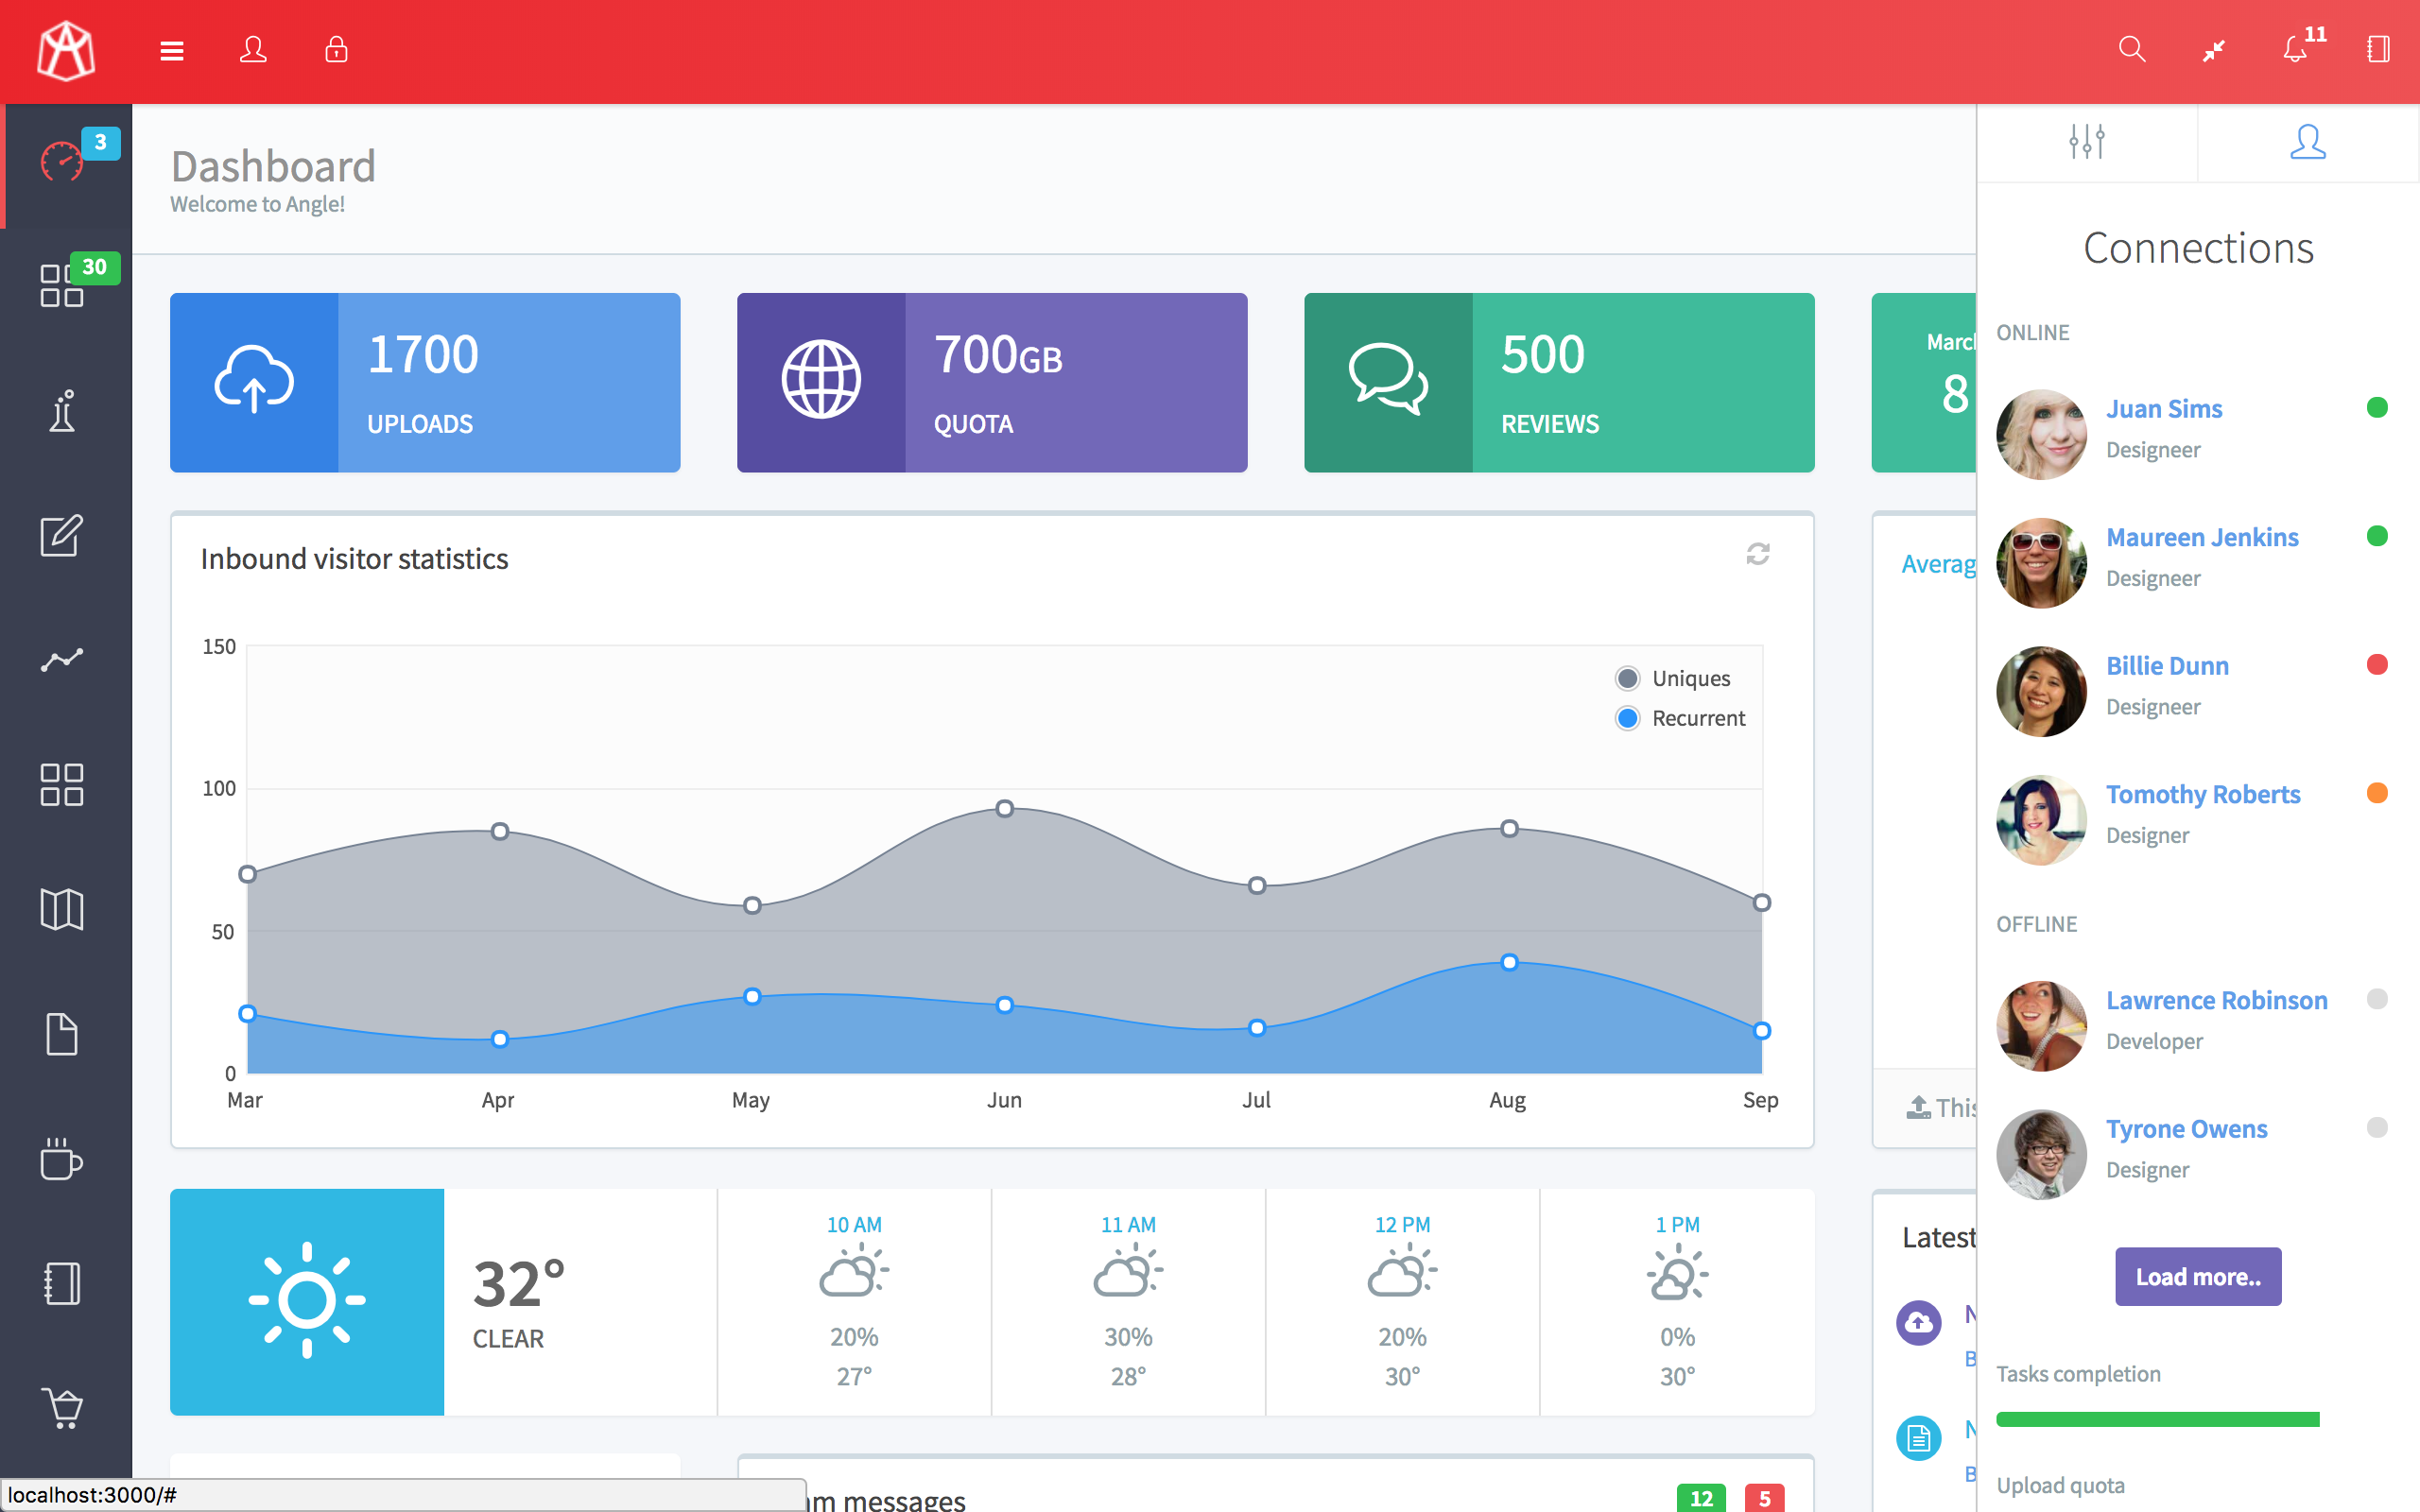 11
3
30
Dashboard
Welcome to Angle!
1700
UPLOADS
700GB
QUOTA
500
REVIEWS
8
Inbound visitor statistics
150
100
50
0
Uniques
Recurrent
Mar Apr May Jun Jul Aug Sep
32°
CLEAR
10 AM
20%
27°
11 AM
30%
28°
12 PM
20%
30°
1 PM
0%
30°
Latest
messages
12 5
Connections
ONLINE
Juan Sims
Designeer
Maureen Jenkins
Designeer
Billie Dunn
Designeer
Tomothy Roberts
Designer
OFFLINE
Lawrence Robinson
Developer
Tyrone Owens
Designer
Load more..
Tasks completion
Upload quota
localhost:3000/#